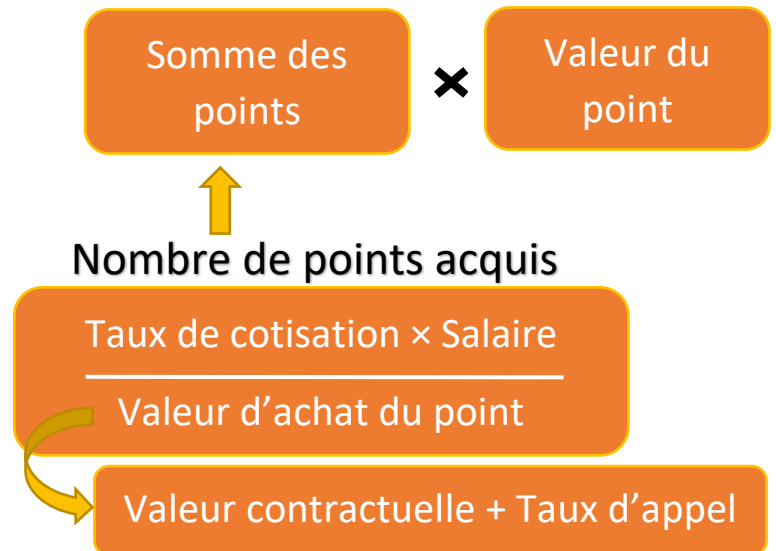 Somme des
points
×
Valeur du
point
Nombre de points acquis
Taux de cotisation × Salaire
Valeur d’achat du point
Valeur contractuelle + Taux d’appel